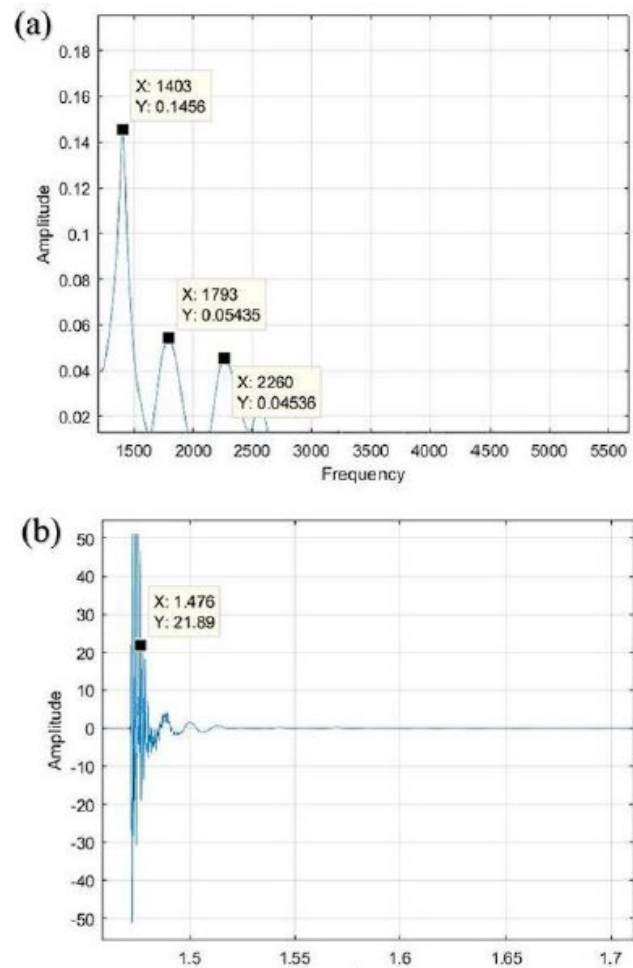 (a)
0.18
0.16
0.14
0.12
0.1
0.08
0.06
0.04
0.02
Amplitude
X: 1403
Y: 0.1456
X: 1793
Y: 0.05435
X: 2260
Y: 0.04536
1500 2000 2500 3000 3500 4000 4500 5000 5500
Frequency
(b)
50
40
30
20
10
0
-10
-20
-30
-40
-50
Amplitude
X: 1.476
Y: 21.89
1.5 1.55 1.6 1.65 1.7